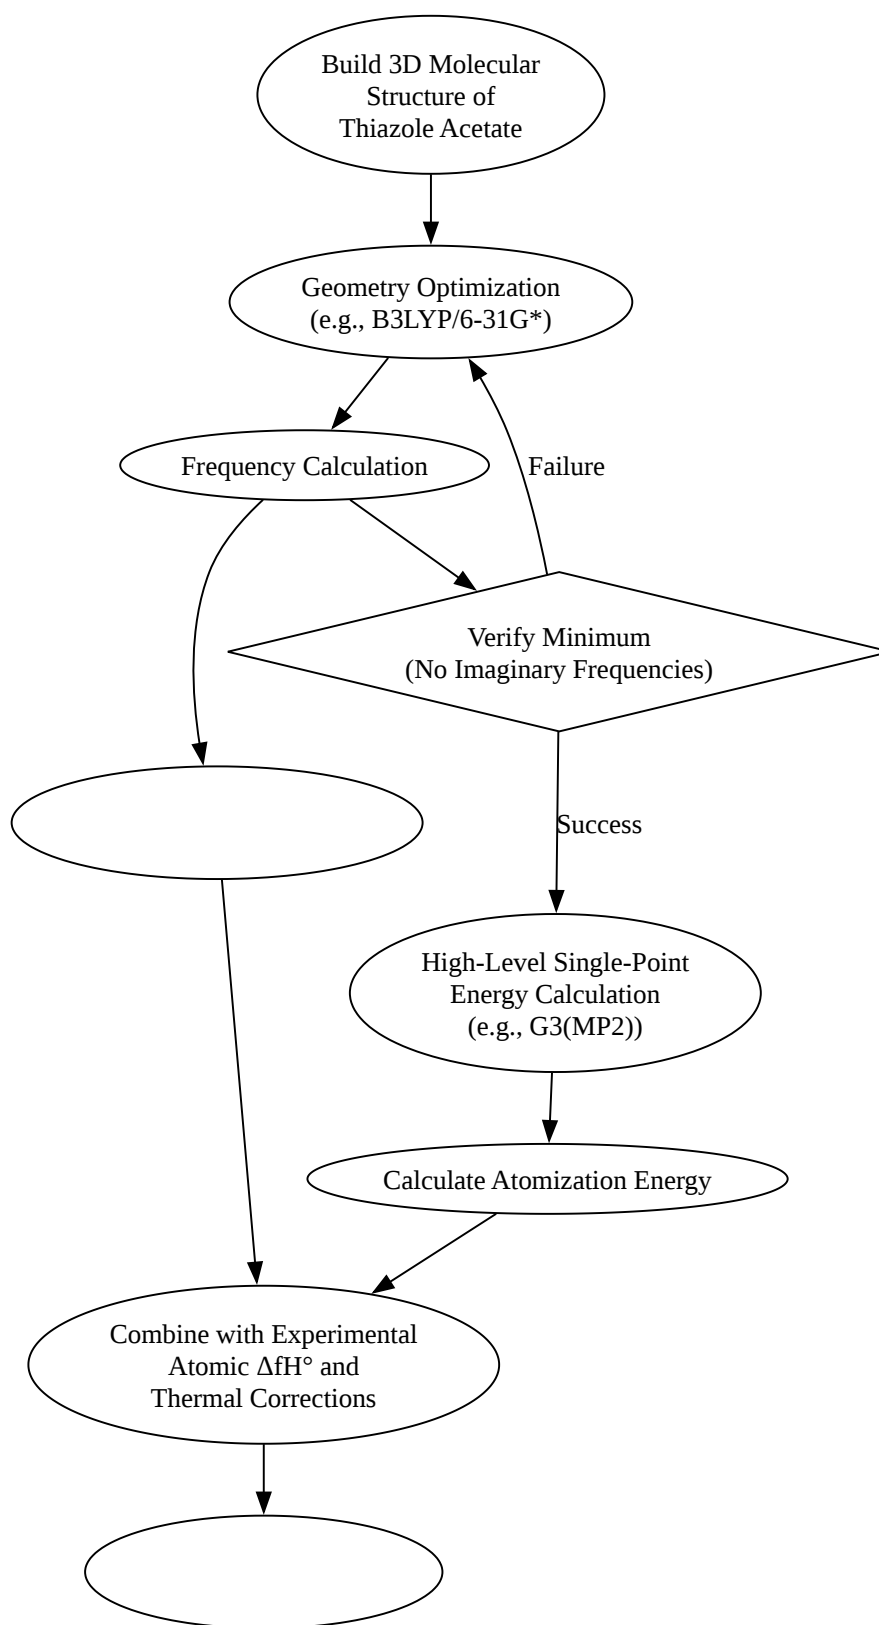 Build 3D Molecular
Structure of
Thiazole Acetate
Geometry Optimization
(e.g., B3LYP/6-31G*)
Frequency Calculation
Failure
Verify Minimum
(No Imaginary Frequencies)
Success
High-Level Single-Point
Energy Calculation
(e.g., G3(MP2))
Calculate Atomization Energy
Combine with Experimental
Atomic ΔfH° and
Thermal Corrections